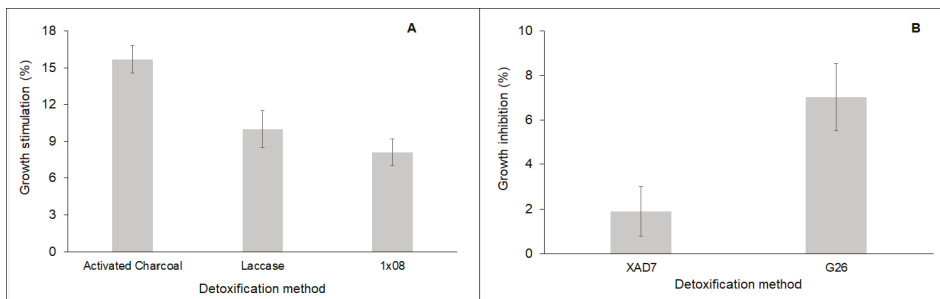 A
Growth stimulation (%)
18
15
12
9
6
3
0
Activated Charcoal Laccase 1x08
Detoxification method
B
Growth inhibition (%)
10
8
6
4
2
0
XAD7 G26
Detoxification method